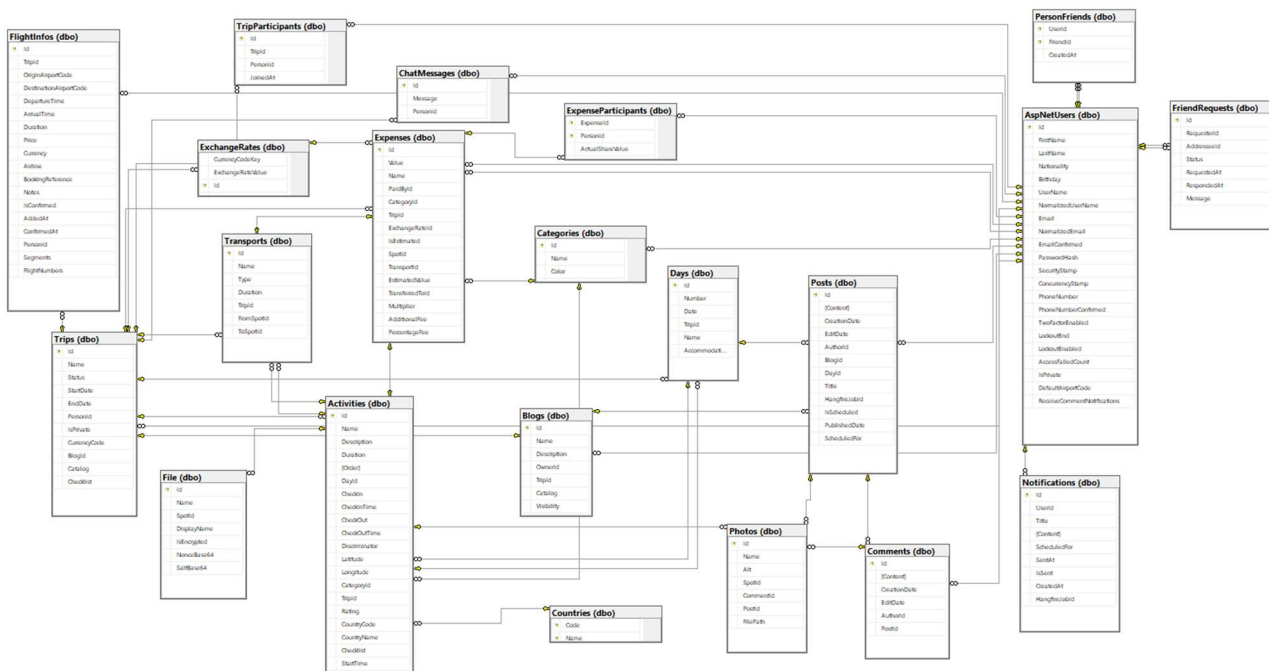 FlightInfos (dbo)
Id
TripId
OriginAirportCode
DestinationAirportCode
DepartureTime
ArrivalTime
Duration
Price
Currency
Airline
BookingReference
Notes
IsConfirmed
AddedAt
ConfirmedAt
PersonId
Segments
FlightNumbers
TripParticipants (dbo)
Id
TripId
PersonId
JoinedAt
ChatMessages (dbo)
Id
Message
PersonId
ExpenseParticipants (dbo)
ExpenseId
PersonId
ActualShareValue
PersonFriends (dbo)
UserId
FriendId
CreatedAt
AspNetUsers (dbo)
Id
FirstName
LastName
Nationality
Birthday
UserName
NormalizedUserName
Email
NormalizedEmail
EmailConfirmed
PasswordHash
SecurityStamp
ConcurrencyStamp
PhoneNumber
PhoneNumberConfirmed
TwoFactorEnabled
LockoutEnd
LockoutEnabled
AccessFailedCount
IsPrivate
DefaultAirportCode
ReceiveCommentNotifications
FriendRequests (dbo)
Id
RequesterId
AddresseeId
Status
RequestedAt
RespondedAt
Message
ExchangeRates (dbo)
CurrencyCodeKey
ExchangeRateValue
Id
Expenses (dbo)
Id
Value
Name
PaidById
CategoryId
TripId
ExchangeRateId
IsEstimated
SpotId
TransportId
EstimatedValue
TransferredToId
Multiplier
AdditionalFee
PercentageFee
Transports (dbo)
Id
Name
Type
Duration
TripId
FromSpotId
ToSpotId
Categories (dbo)
Id
Name
Color
Days (dbo)
Id
Number
Date
TripId
Name
Accommodati...
Posts (dbo)
Id
[Content]
CreationDate
EditDate
AuthorId
BlogId
DayId
Title
HangfireJobId
IsScheduled
PublishedDate
ScheduledFor
Trips (dbo)
Id
Name
Status
StartDate
EndDate
PersonId
IsPrivate
CurrencyCode
BlogId
Catalog
Checklist
Activities (dbo)
Id
Name
Description
Duration
[Order]
DayId
CheckIn
CheckInTime
CheckOut
CheckOutTime
Discriminator
Latitude
Longitude
CategoryId
TripId
Rating
CountryCode
CountryName
Checklist
StartTime
Blogs (dbo)
Id
Name
Description
OwnerId
TripId
Catalog
Visibility
File (dbo)
Id
Name
SpotId
DisplayName
IsEncrypted
NonceBase64
SaltBase64
Notifications (dbo)
Id
UserId
Title
[Content]
ScheduledFor
SentAt
IsSent
CreatedAt
HangfireJobId
Photos (dbo)
Id
Name
Alt
SpotId
CommentId
PostId
FilePath
Comments (dbo)
Id
[Content]
CreationDate
EditDate
AuthorId
PostId
Countries (dbo)
Code
Name